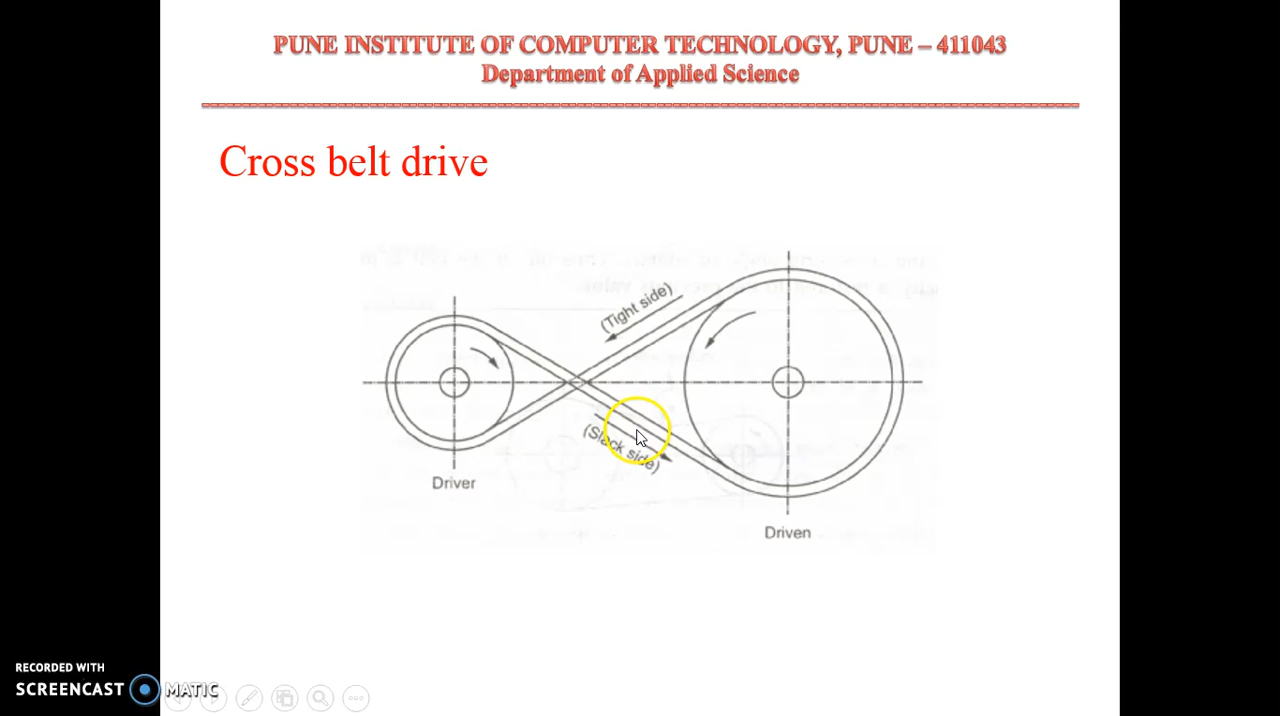 PUNE INSTITUTE OF COMPUTER TECHNOLOGY, PUNE – 411043
Department of Applied Science
Cross belt drive
(Tight side)
(Slack side)
Driver
Driven
RECORDED WITH
SCREENCAST MATIC